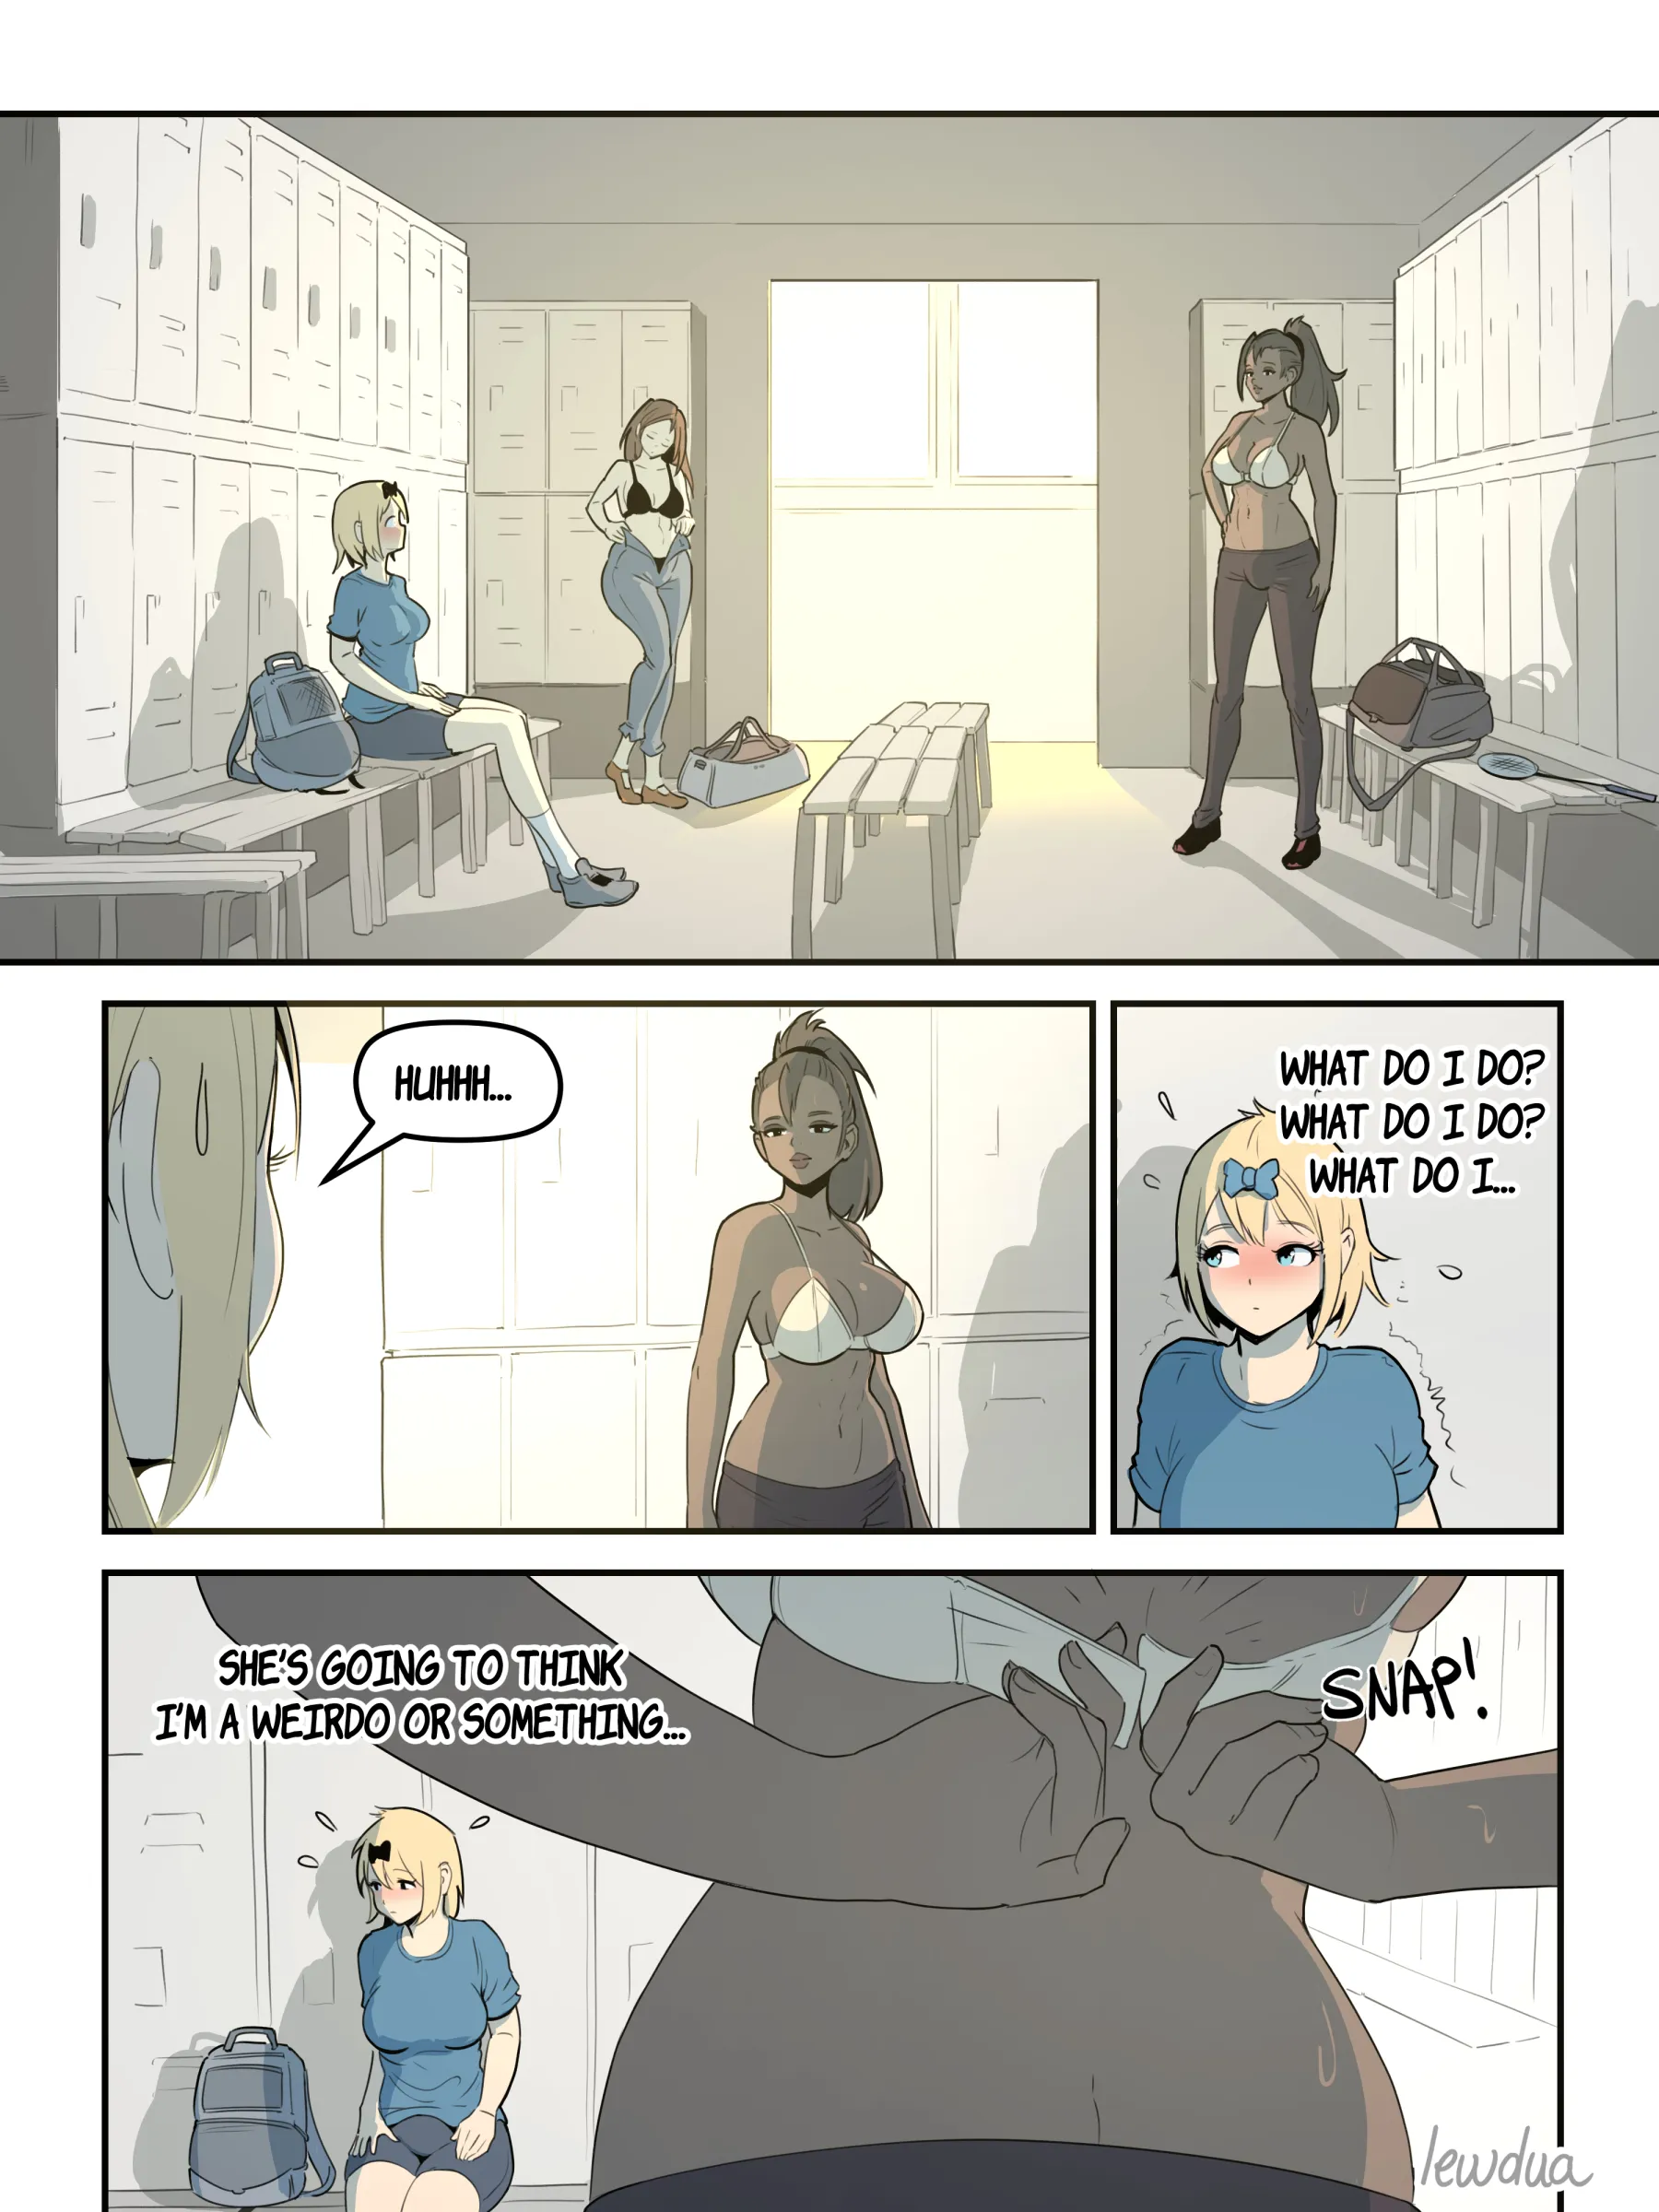 HUHHH...
WHAT DO I DO?
WHAT DO I DO?
WHAT DO I...
SHE'S GOING TO THINK
I'M A WEIRDO OR SOMETHING...
SNAP!
lewdua